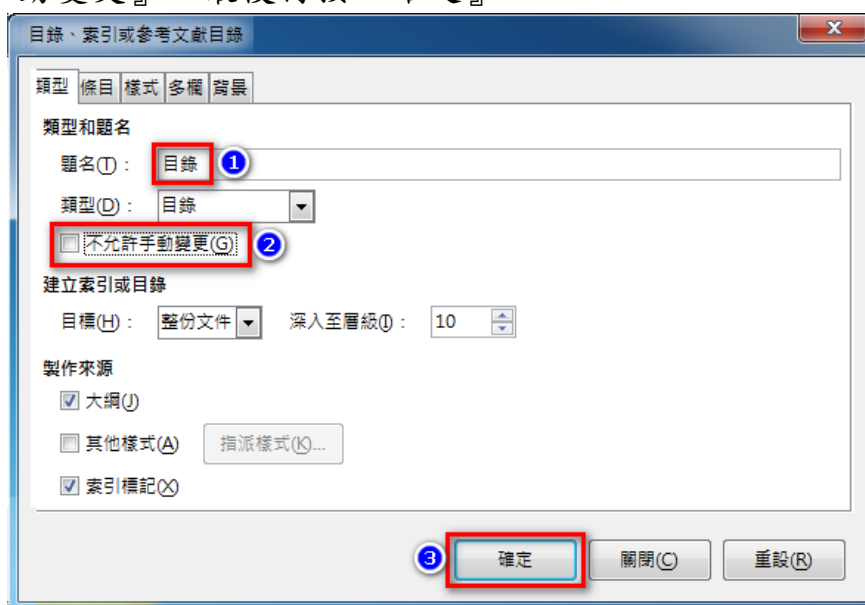 目錄、索引或參考文獻目錄
類型 條目 樣式 多欄 背景
類型和題名
題名(T)： 目錄 1
類型(D)： 目錄
不允許手動變更(G) 2
建立索引或目錄
目標(H)： 整份文件 深入至層級(I)： 10
製作來源
大綱(J)
其他樣式(A) 指派樣式(K)...
索引標記(X)
3 確定 關閉(C) 重設(R)